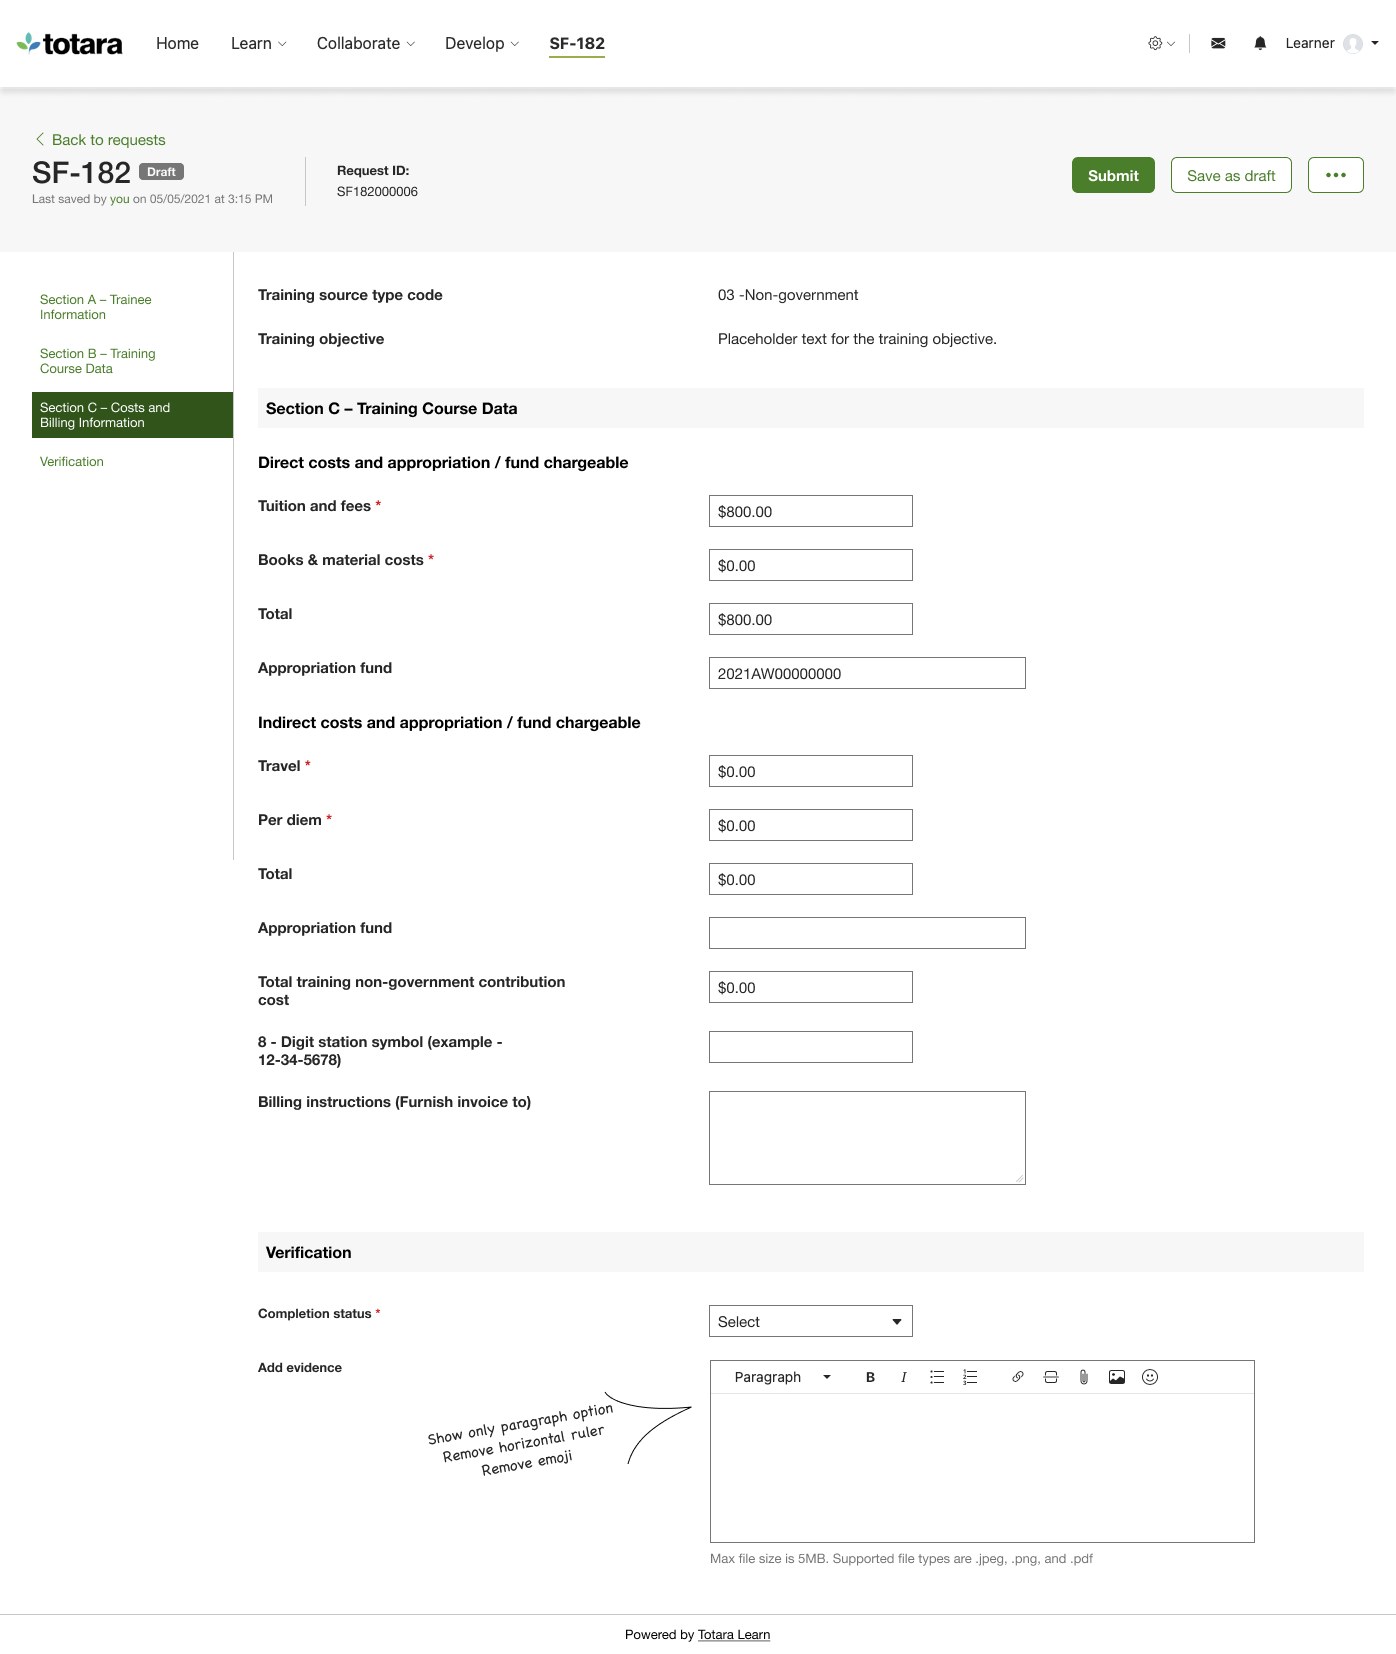 totara Home Learn Collaborate Develop SF-182 Learner
Back to requests
SF-182 Draft
Last saved by you on 05/05/2021 at 3:15 PM
Request ID:
SF182000006
Submit Save as draft
Section A – Trainee
Information
Section B – Training
Course Data
Section C – Costs and
Billing Information
Verification
Training source type code 03 -Non-government
Training objective Placeholder text for the training objective.
Section C – Training Course Data
Direct costs and appropriation / fund chargeable
Tuition and fees * $800.00
Books & material costs * $0.00
Total $800.00
Appropriation fund 2021AW00000000
Indirect costs and appropriation / fund chargeable
Travel * $0.00
Per diem * $0.00
Total $0.00
Appropriation fund
Total training non-government contribution
cost
$0.00
8 - Digit station symbol (example -
12-34-5678)
Billing instructions (Furnish invoice to)
Verification
Completion status * Select
Add evidence
Paragraph B I
Show only paragraph option
Remove horizontal ruler
Remove emoji
Max file size is 5MB. Supported file types are .jpeg, .png, and .pdf
Powered by Totara Learn